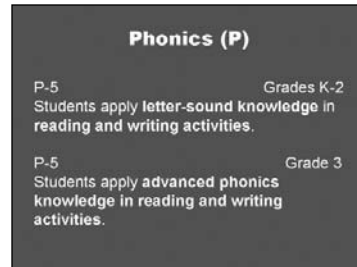 Phonics (P)
P-5 Grades K-2
Students apply letter-sound knowledge in
reading and writing activities.
P-5 Grade 3
Students apply advanced phonics
knowledge in reading and writing
activities.